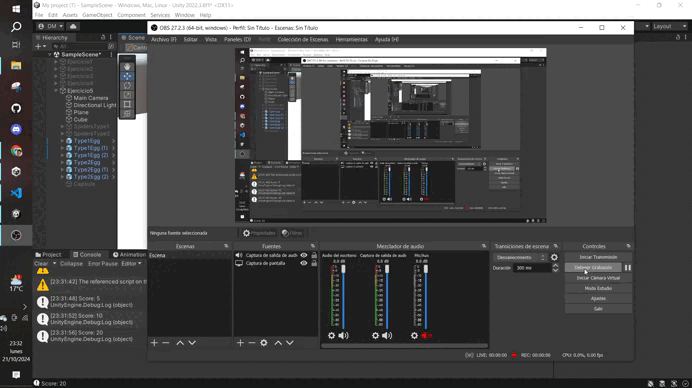 My project (7) - SampleScene - Windows, Mac, Linux - Unity 2022.3.8f1* <DX11>
File Edit Assets GameObject Component Services Window Help
DM
Layout
Hierarchy
Scene
All
SampleScene*
Ejercicio1
Ejercicio2
Ejercicio3
Ejercicio4
Ejercicio5
Main Camera
Directional Light
Plane
Cube
SpidersType1
SpidersType2
Type1Egg
Type1Egg (1)
Type1Egg (2)
Type2Egg
Type2Egg (1)
Type2Egg (2)
Capsule
OBS 27.2.3 (64-bit, windows) - Perfil: Sin Título - Escenas: Sin Título
Archivo (F) Editar Vista Paneles (D) Perfil Colección de Escenas Herramientas Ayuda (H)
Ninguna fuente seleccionada
Propiedades Filtros
Escenas
Escena
Fuentes
Captura de salida de audi
Captura de pantalla
Mezclador de audio
Audio del escritorio
0.0 dB
Captura de salida de audi
0.0 dB
Mic/Aux
0.0 dB
Transiciones de escena
Desvanecimiento
Duración 300 ms
Controles
Iniciar Transmisión
Detener Grabación
Iniciar Cámara Virtual
Modo Estudio
Ajustes
Salir
LIVE: 00:00:00
REC: 00:00:00
CPU: 0.0%, 0.00 fps
Project Console Animation
Clear Collapse Error Pause Editor
The referenced script on th
[23:31:48] Score: 5
UnityEngine.Debug:Log (object)
[23:31:52] Score: 10
UnityEngine.Debug:Log (object)
[23:31:56] Score: 20
UnityEngine.Debug:Log (object)
Score: 20
17°C
23:32
lunes
21/10/2024